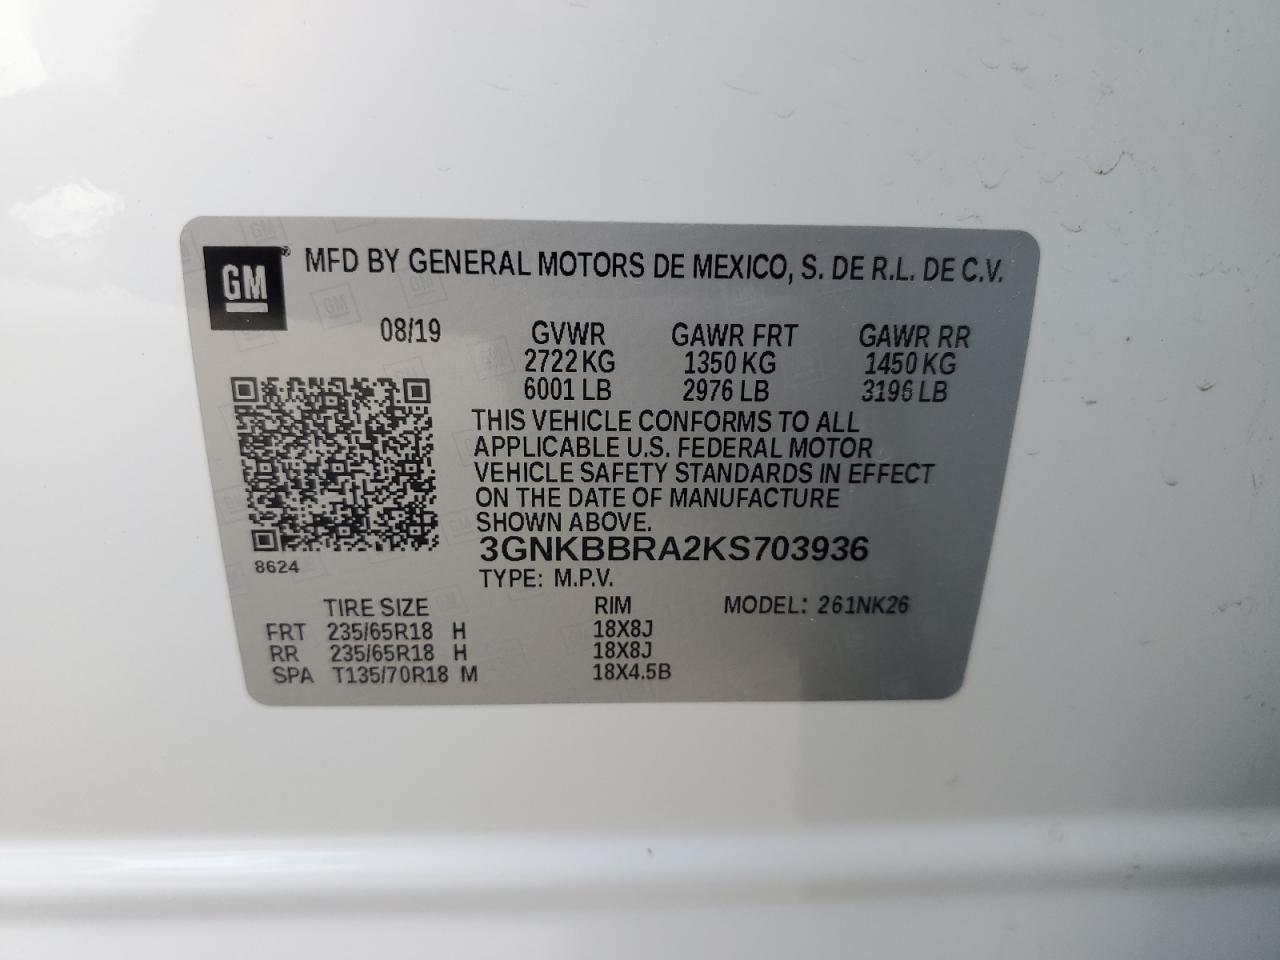 GM® MFD BY GENERAL MOTORS DE MEXICO, S. DE R.L. DE C.V.
08/19 GVWR GAWR FRT GAWR RR
2722 KG 1350 KG 1450 KG
6001 LB 2976 LB 3196 LB
THIS VEHICLE CONFORMS TO ALL
APPLICABLE U.S. FEDERAL MOTOR
VEHICLE SAFETY STANDARDS IN EFFECT
ON THE DATE OF MANUFACTURE
SHOWN ABOVE.
3GNKBBRA2KS703936
8624
TYPE: M.P.V.
TIRE SIZE RIM MODEL: 261NK26
FRT 235/65R18 H 18X8J
RR 235/65R18 H 18X8J
SPA T135/70R18 M 18X4.5B